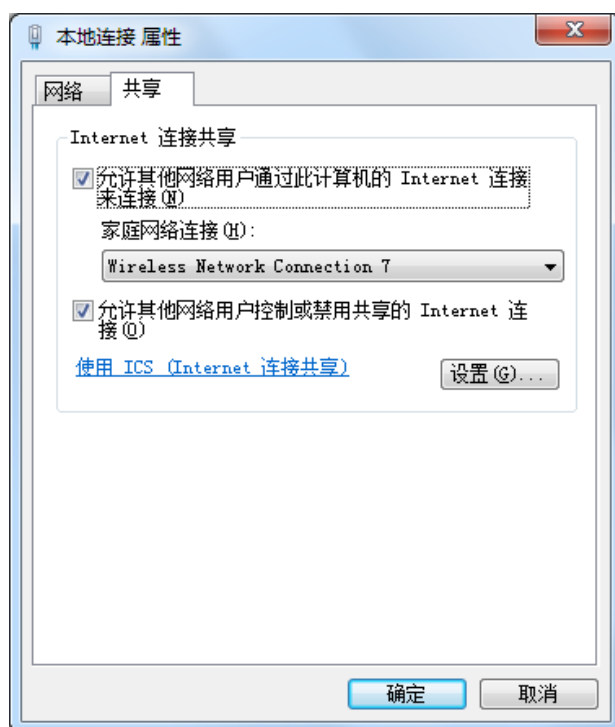 本地连接 属性
网络 共享
Internet 连接共享
允许其他网络用户通过此计算机的 Internet 连接
来连接(N)
家庭网络连接(H):
Wireless Network Connection 7
允许其他网络用户控制或禁用共享的 Internet 连
接(O)
使用 ICS (Internet 连接共享) 设置(G)...
确定 取消